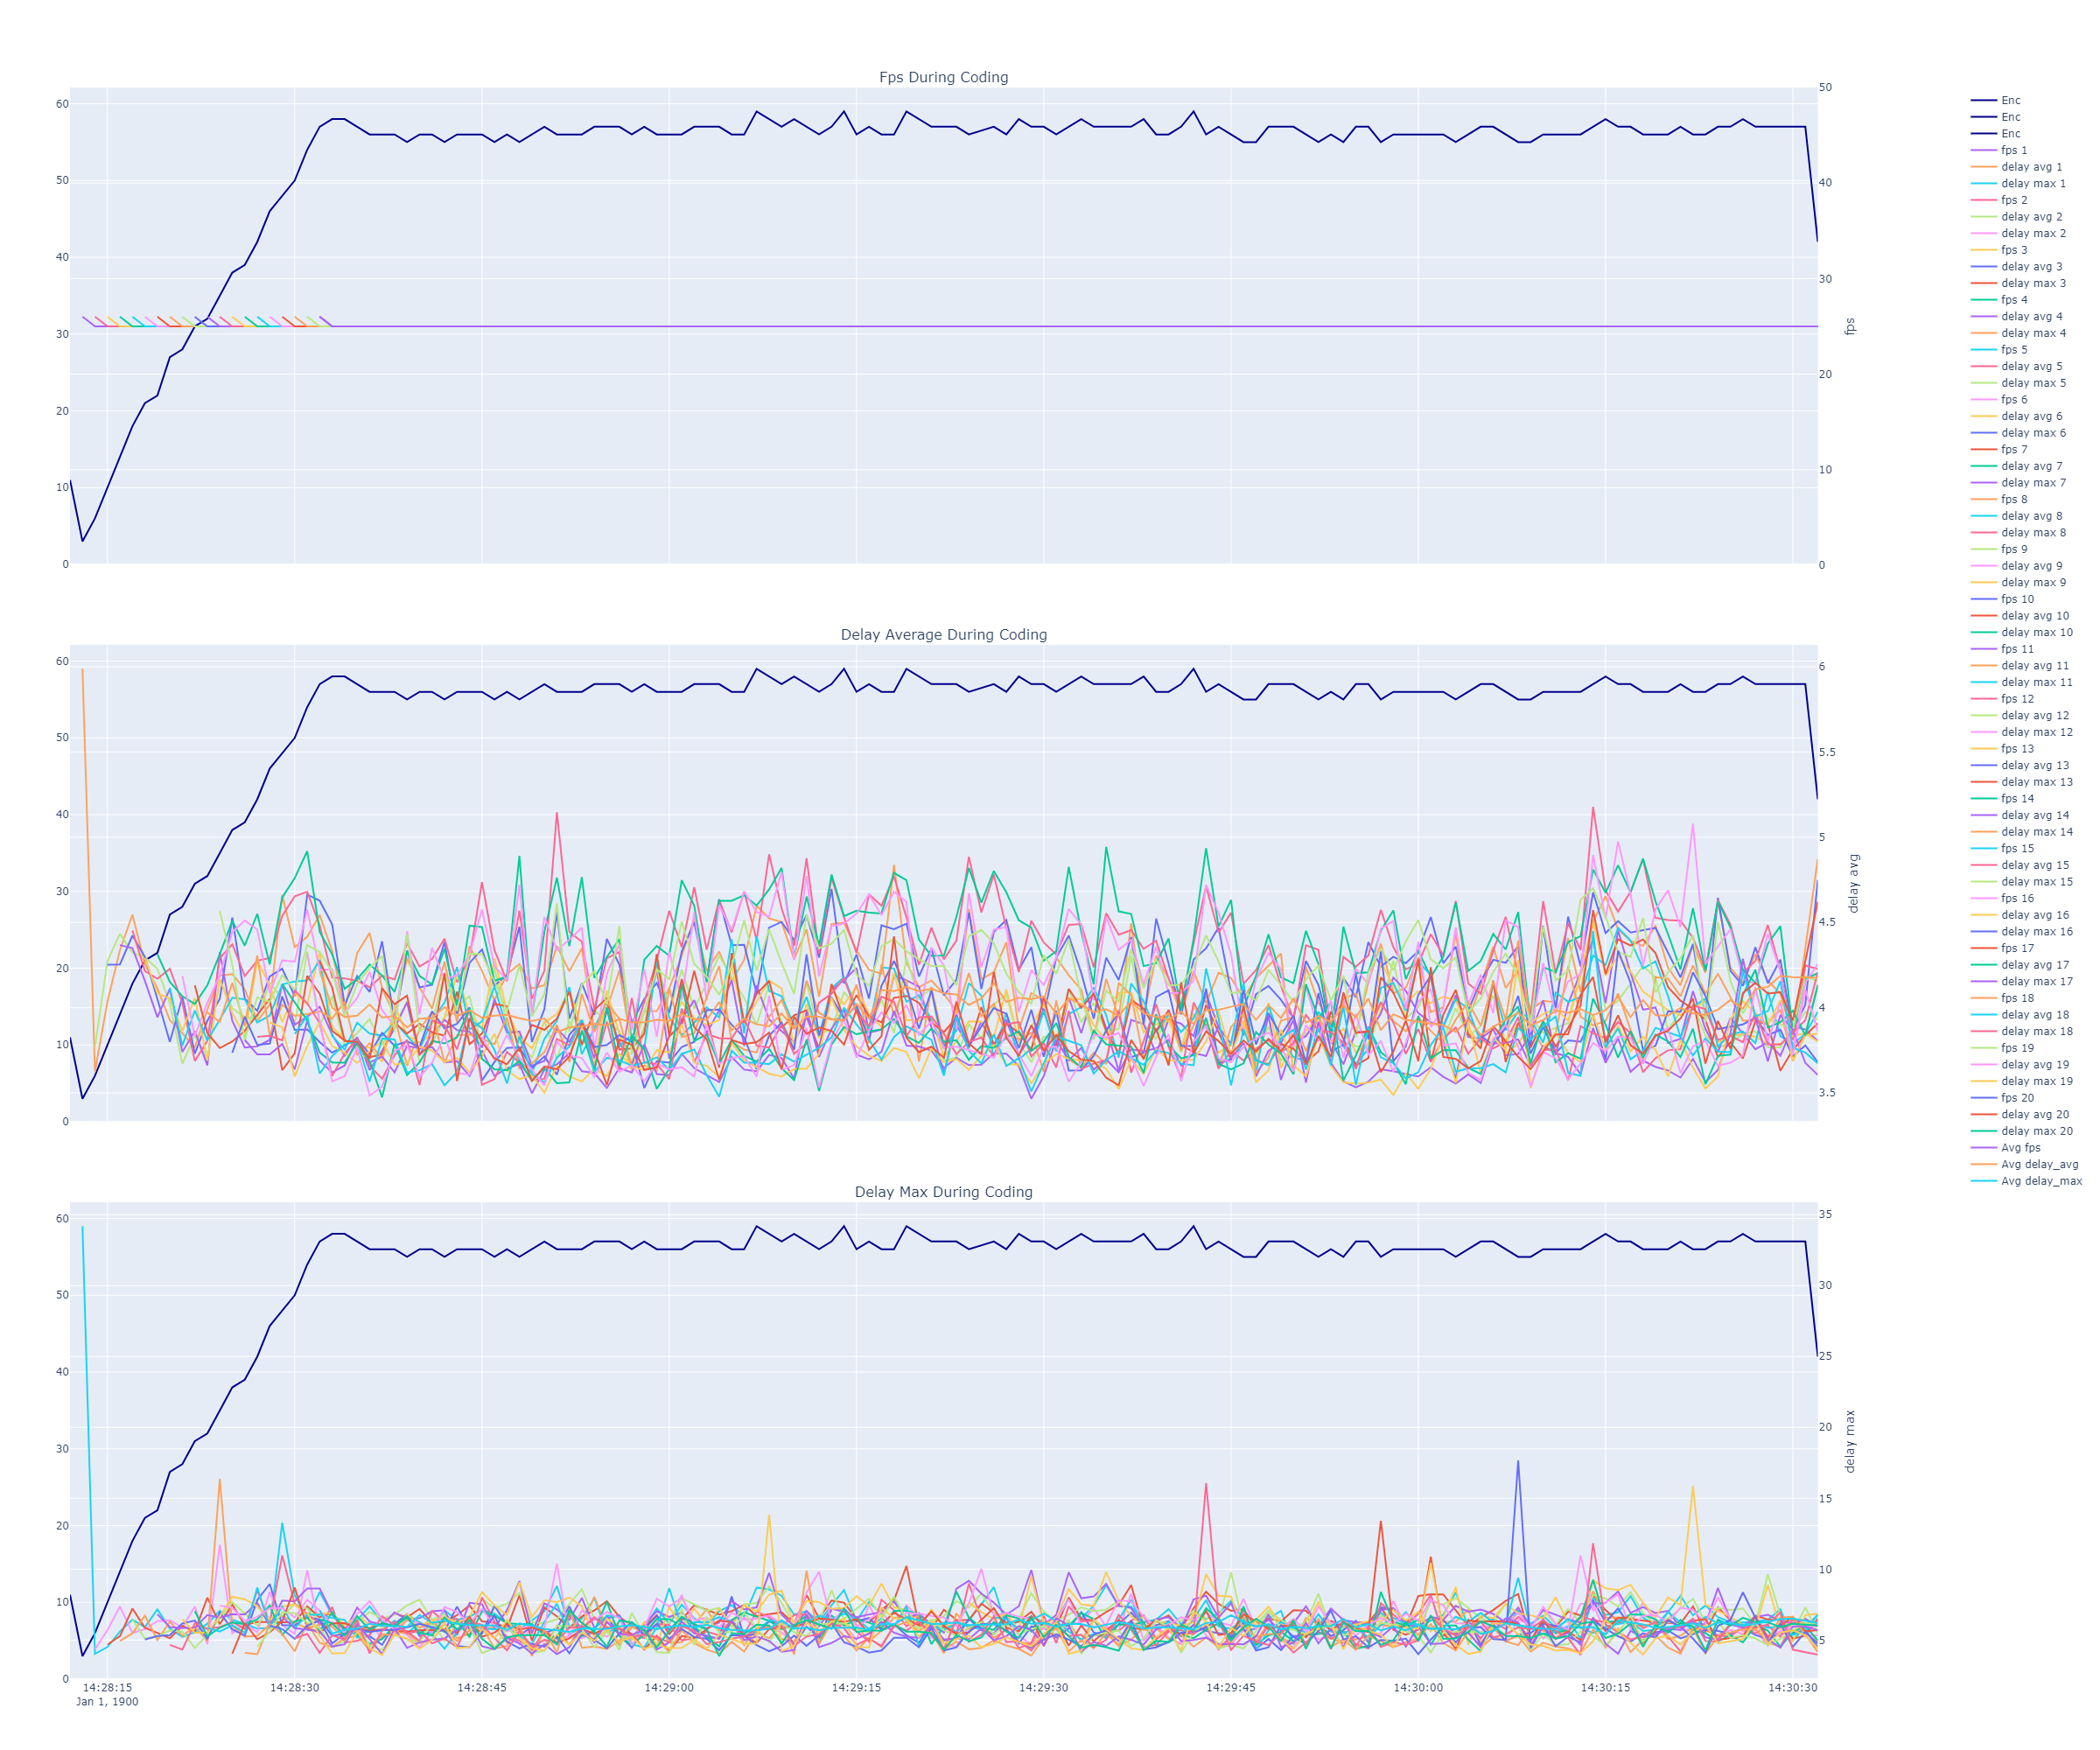 Fps During Coding
60
50
40
30
20
10
0
50
40
30
20
10
0
fps
Delay Average During Coding
60
50
40
30
20
10
0
6
5.5
5
4.5
4
3.5
delay avg
Delay Max During Coding
60
50
40
30
20
10
0
35
30
25
20
15
10
5
delay max
14:28:15 14:28:30 14:28:45 14:29:00 14:29:15 14:29:30 14:29:45 14:30:00 14:30:15 14:30:30
Jan 1, 1900
Enc
Enc
Enc
fps 1
delay avg 1
delay max 1
fps 2
delay avg 2
delay max 2
fps 3
delay avg 3
delay max 3
fps 4
delay avg 4
delay max 4
fps 5
delay avg 5
delay max 5
fps 6
delay avg 6
delay max 6
fps 7
delay avg 7
delay max 7
fps 8
delay avg 8
delay max 8
fps 9
delay avg 9
delay max 9
fps 10
delay avg 10
delay max 10
fps 11
delay avg 11
delay max 11
fps 12
delay avg 12
delay max 12
fps 13
delay avg 13
delay max 13
fps 14
delay avg 14
delay max 14
fps 15
delay avg 15
delay max 15
fps 16
delay avg 16
delay max 16
fps 17
delay avg 17
delay max 17
fps 18
delay avg 18
delay max 18
fps 19
delay avg 19
delay max 19
fps 20
delay avg 20
delay max 20
Avg fps
Avg delay_avg
Avg delay_max